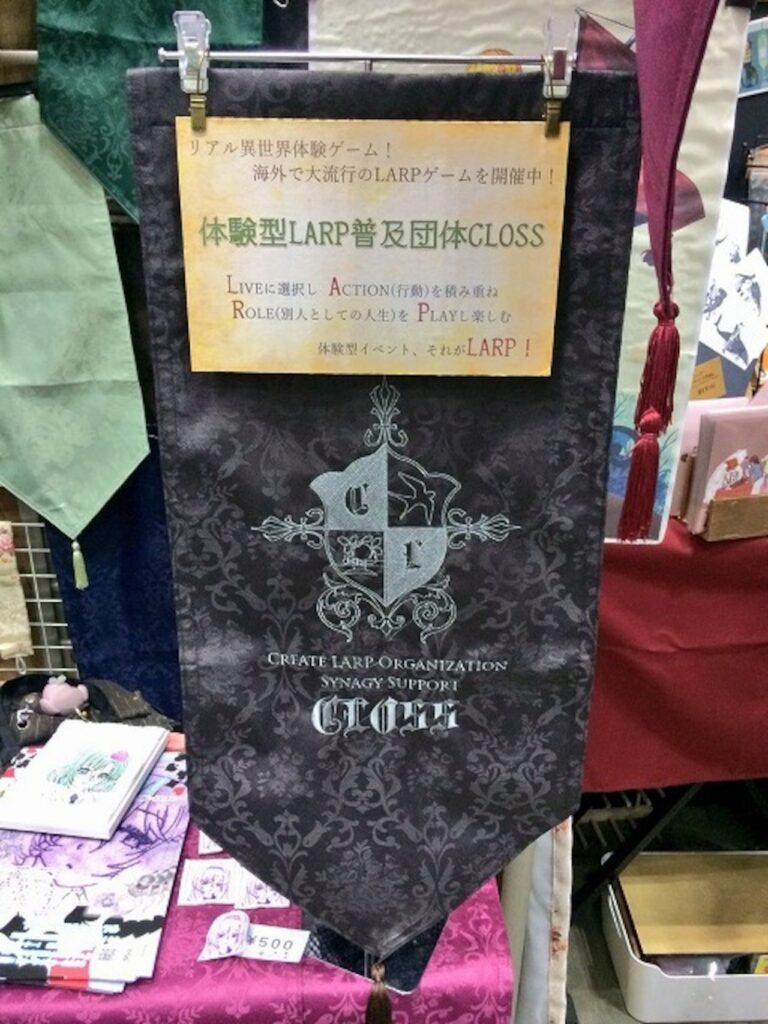 リアル異世界体験ゲーム！
海外で大流行のLARPゲームを開催中！
体験型LARP普及団体CLOSS
LIVEに選択し ACTION(行動)を積み重ね
ROLE(別人としての人生)を PLAYし楽しむ
体験型イベント、それがLARP！
C
L
CREATE LARP ORGANIZATION
SYNAGY SUPPORT
CLOSS
¥500